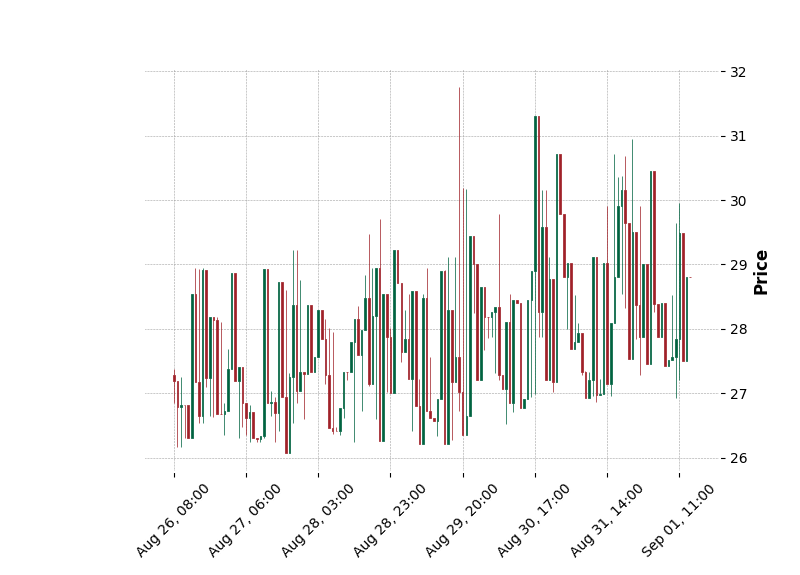 32
31
30
29
28
27
26
Price
Aug 26, 08:00
Aug 27, 06:00
Aug 28, 03:00
Aug 28, 23:00
Aug 29, 20:00
Aug 30, 17:00
Aug 31, 14:00
Sep 01, 11:00